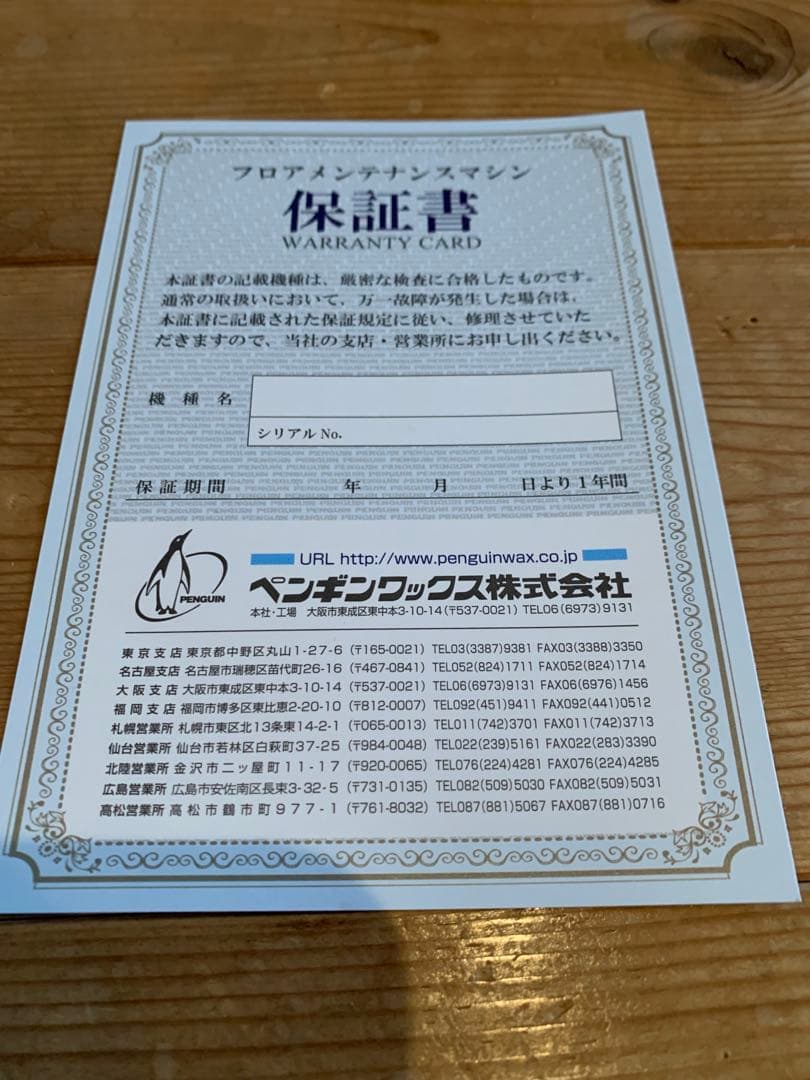 フロアメンテナンスマシン
保証書
WARRANTY CARD
本証書の記載機種は、厳密な検査に合格したものです。
通常の取扱いにおいて、万一故障が発生した場合は、
本証書に記載された保証規定に従い、修理させていた
だきますので、当社の支店・営業所にお申し出ください。
機種名
シリアルNo.
保証期間 年 月 日より1年間
PENGUIN
URL http://www.penguinwax.co.jp
ペンギンワックス株式会社
本社・工場 大阪市東成区東中本3-10-14(〒537-0021) TEL06(6973)9131
東京支店 東京都中野区丸山1-27-6 (〒165-0021) TEL03(3387)9381 FAX03(3388)3350
名古屋支店 名古屋市瑞穂区苗代町26-16 (〒467-0841) TEL052(824)1711 FAX052(824)1714
大阪支店 大阪市東成区東中本3-10-14 (〒537-0021) TEL06(6973)9131 FAX06(6976)1456
福岡支店 福岡市博多区東比恵2-20-10 (〒812-0007) TEL092(451)9411 FAX092(441)0512
札幌営業所 札幌市東区北13条東14-2-1 (〒065-0013) TEL011(742)3701 FAX011(742)3713
仙台営業所 仙台市若林区白萩町37-25 (〒984-0048) TEL022(239)5161 FAX022(283)3390
北陸営業所 金沢市二ッ屋町11-17 (〒920-0065) TEL076(224)4281 FAX076(224)4285
広島営業所 広島市安佐南区長束3-32-5 (〒731-0135) TEL082(509)5030 FAX082(509)5031
高松営業所 高松市鶴市町977-1 (〒761-8032) TEL087(881)5067 FAX087(881)0716